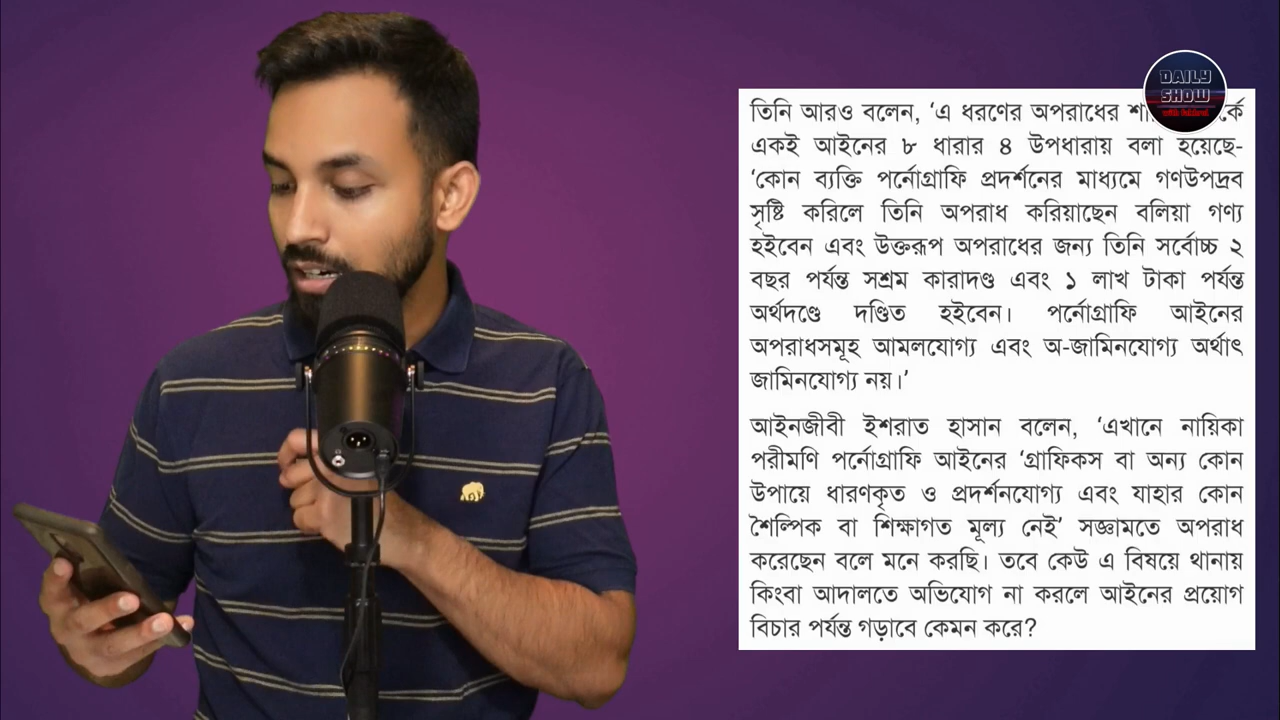 DAILY
SHOW
তিনি আরও বলেন, ‘এ ধরণের অপরাধের
একই আইনের ৮ ধারার ৪ উপধারায় বলা হয়েছে-
‘কোন ব্যক্তি পর্নোগ্রাফি প্রদর্শনের মাধ্যমে গণউপদ্রব
সৃষ্টি করিলে তিনি অপরাধ করিয়াছেন বলিয়া গণ্য
হইবেন এবং উক্তরূপ অপরাধের জন্য তিনি সর্বোচ্চ ২
বছর পর্যন্ত সশ্রম কারাদণ্ড এবং ১ লাখ টাকা পর্যন্ত
অর্থদণ্ডে দণ্ডিত হইবেন। পর্নোগ্রাফি আইনের
অপরাধসমূহ আমলযোগ্য এবং অ-জামিনযোগ্য অর্থাৎ
জামিনযোগ্য নয়।’
আইনজীবী ইশরাত হাসান বলেন, ‘এখানে নায়িকা
পরীমণি পর্নোগ্রাফি আইনের ‘গ্রাফিকস বা অন্য কোন
উপায়ে ধারণকৃত ও প্রদর্শনযোগ্য এবং যাহার কোন
শৈল্পিক বা শিক্ষাগত মূল্য নেই’ সজ্ঞামতে অপরাধ
করেছেন বলে মনে করছি। তবে কেউ এ বিষয়ে থানায়
কিংবা আদালতে অভিযোগ না করলে আইনের প্রয়োগ
বিচার পর্যন্ত গড়াবে কেমন করে?